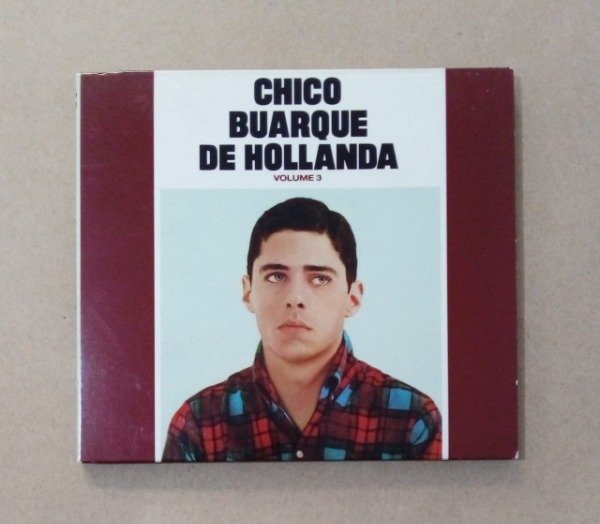 CHICO
BUARQUE
DE HOLLANDA
VOLUME 3